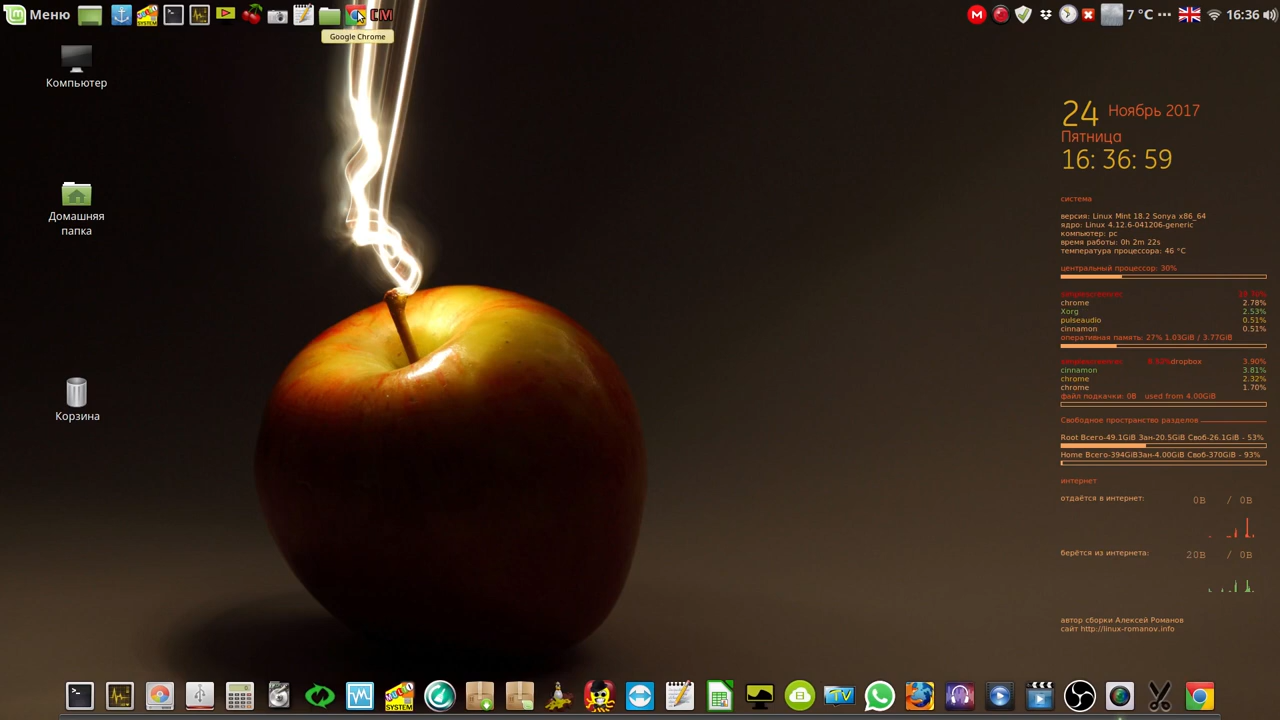 Меню
CIM
7 °C
16:36
Google Chrome
Компьютер
Домашняя
папка
Корзина
24 Ноябрь 2017
Пятница
16: 36: 59
система
версия: Linux Mint 18.2 Sonya x86_64
ядро: Linux 4.12.6-041206-generic
компьютер: pc
время работы: 0h 2m 22s
температура процессора: 46 °C
центральный процессор: 30%
chrome 2.78%
Xorg 2.53%
pulseaudio 0.51%
cinnamon 0.51%
оперативная память: 27% 1.03GiB / 3.77GiB
dropbox 3.90%
cinnamon 3.81%
chrome 2.32%
chrome 1.70%
файл подкачки: 0B used from 4.00GiB
Свободное пространство разделов
Root Всего-49.1GiB Зан-20.5GiB Своб-26.1GiB - 53%
Home Всего-394GiBЗан-4.00GiB Своб-370GiB - 93%
интернет
отдаётся в интернет: 0B / 0B
берётся из интернета: 20B / 0B
автор сборки Алексей Романов
сайт http://linux-romanov.info
SYSTEM
TV